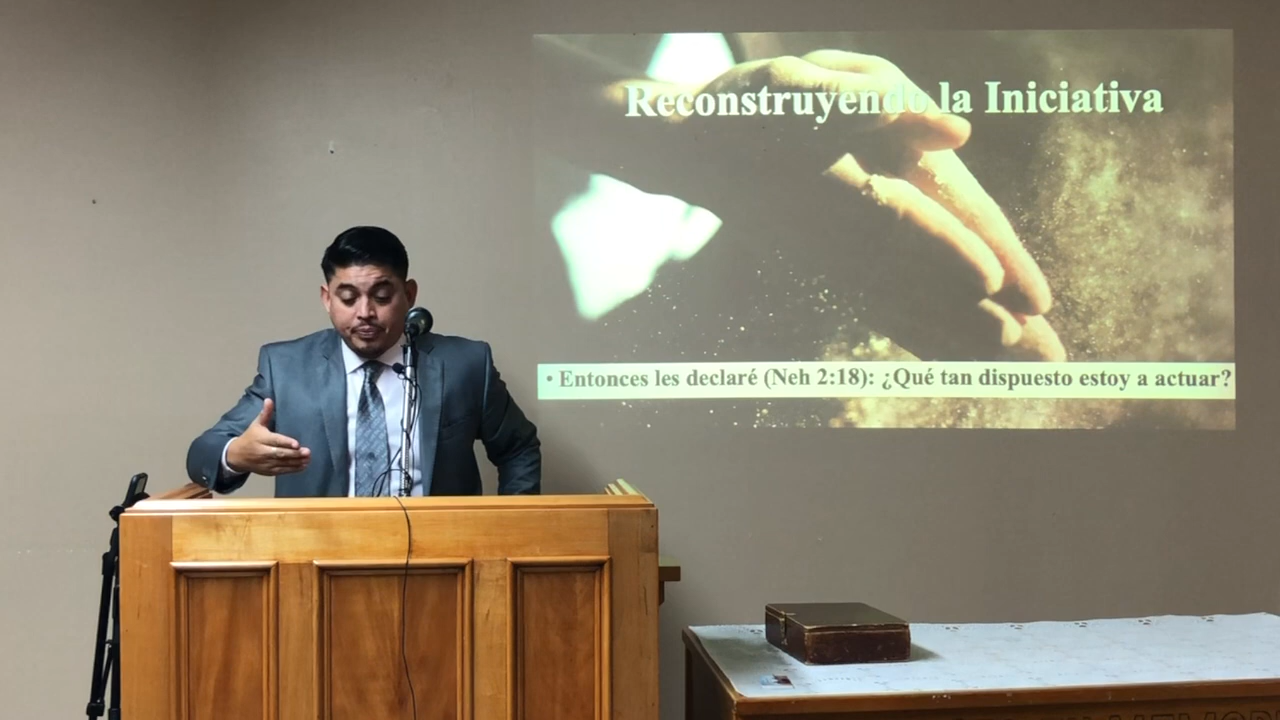 Reconstruyendo la Iniciativa
• Entonces les declaré (Neh 2:18): ¿Qué tan dispuesto estoy a actuar?